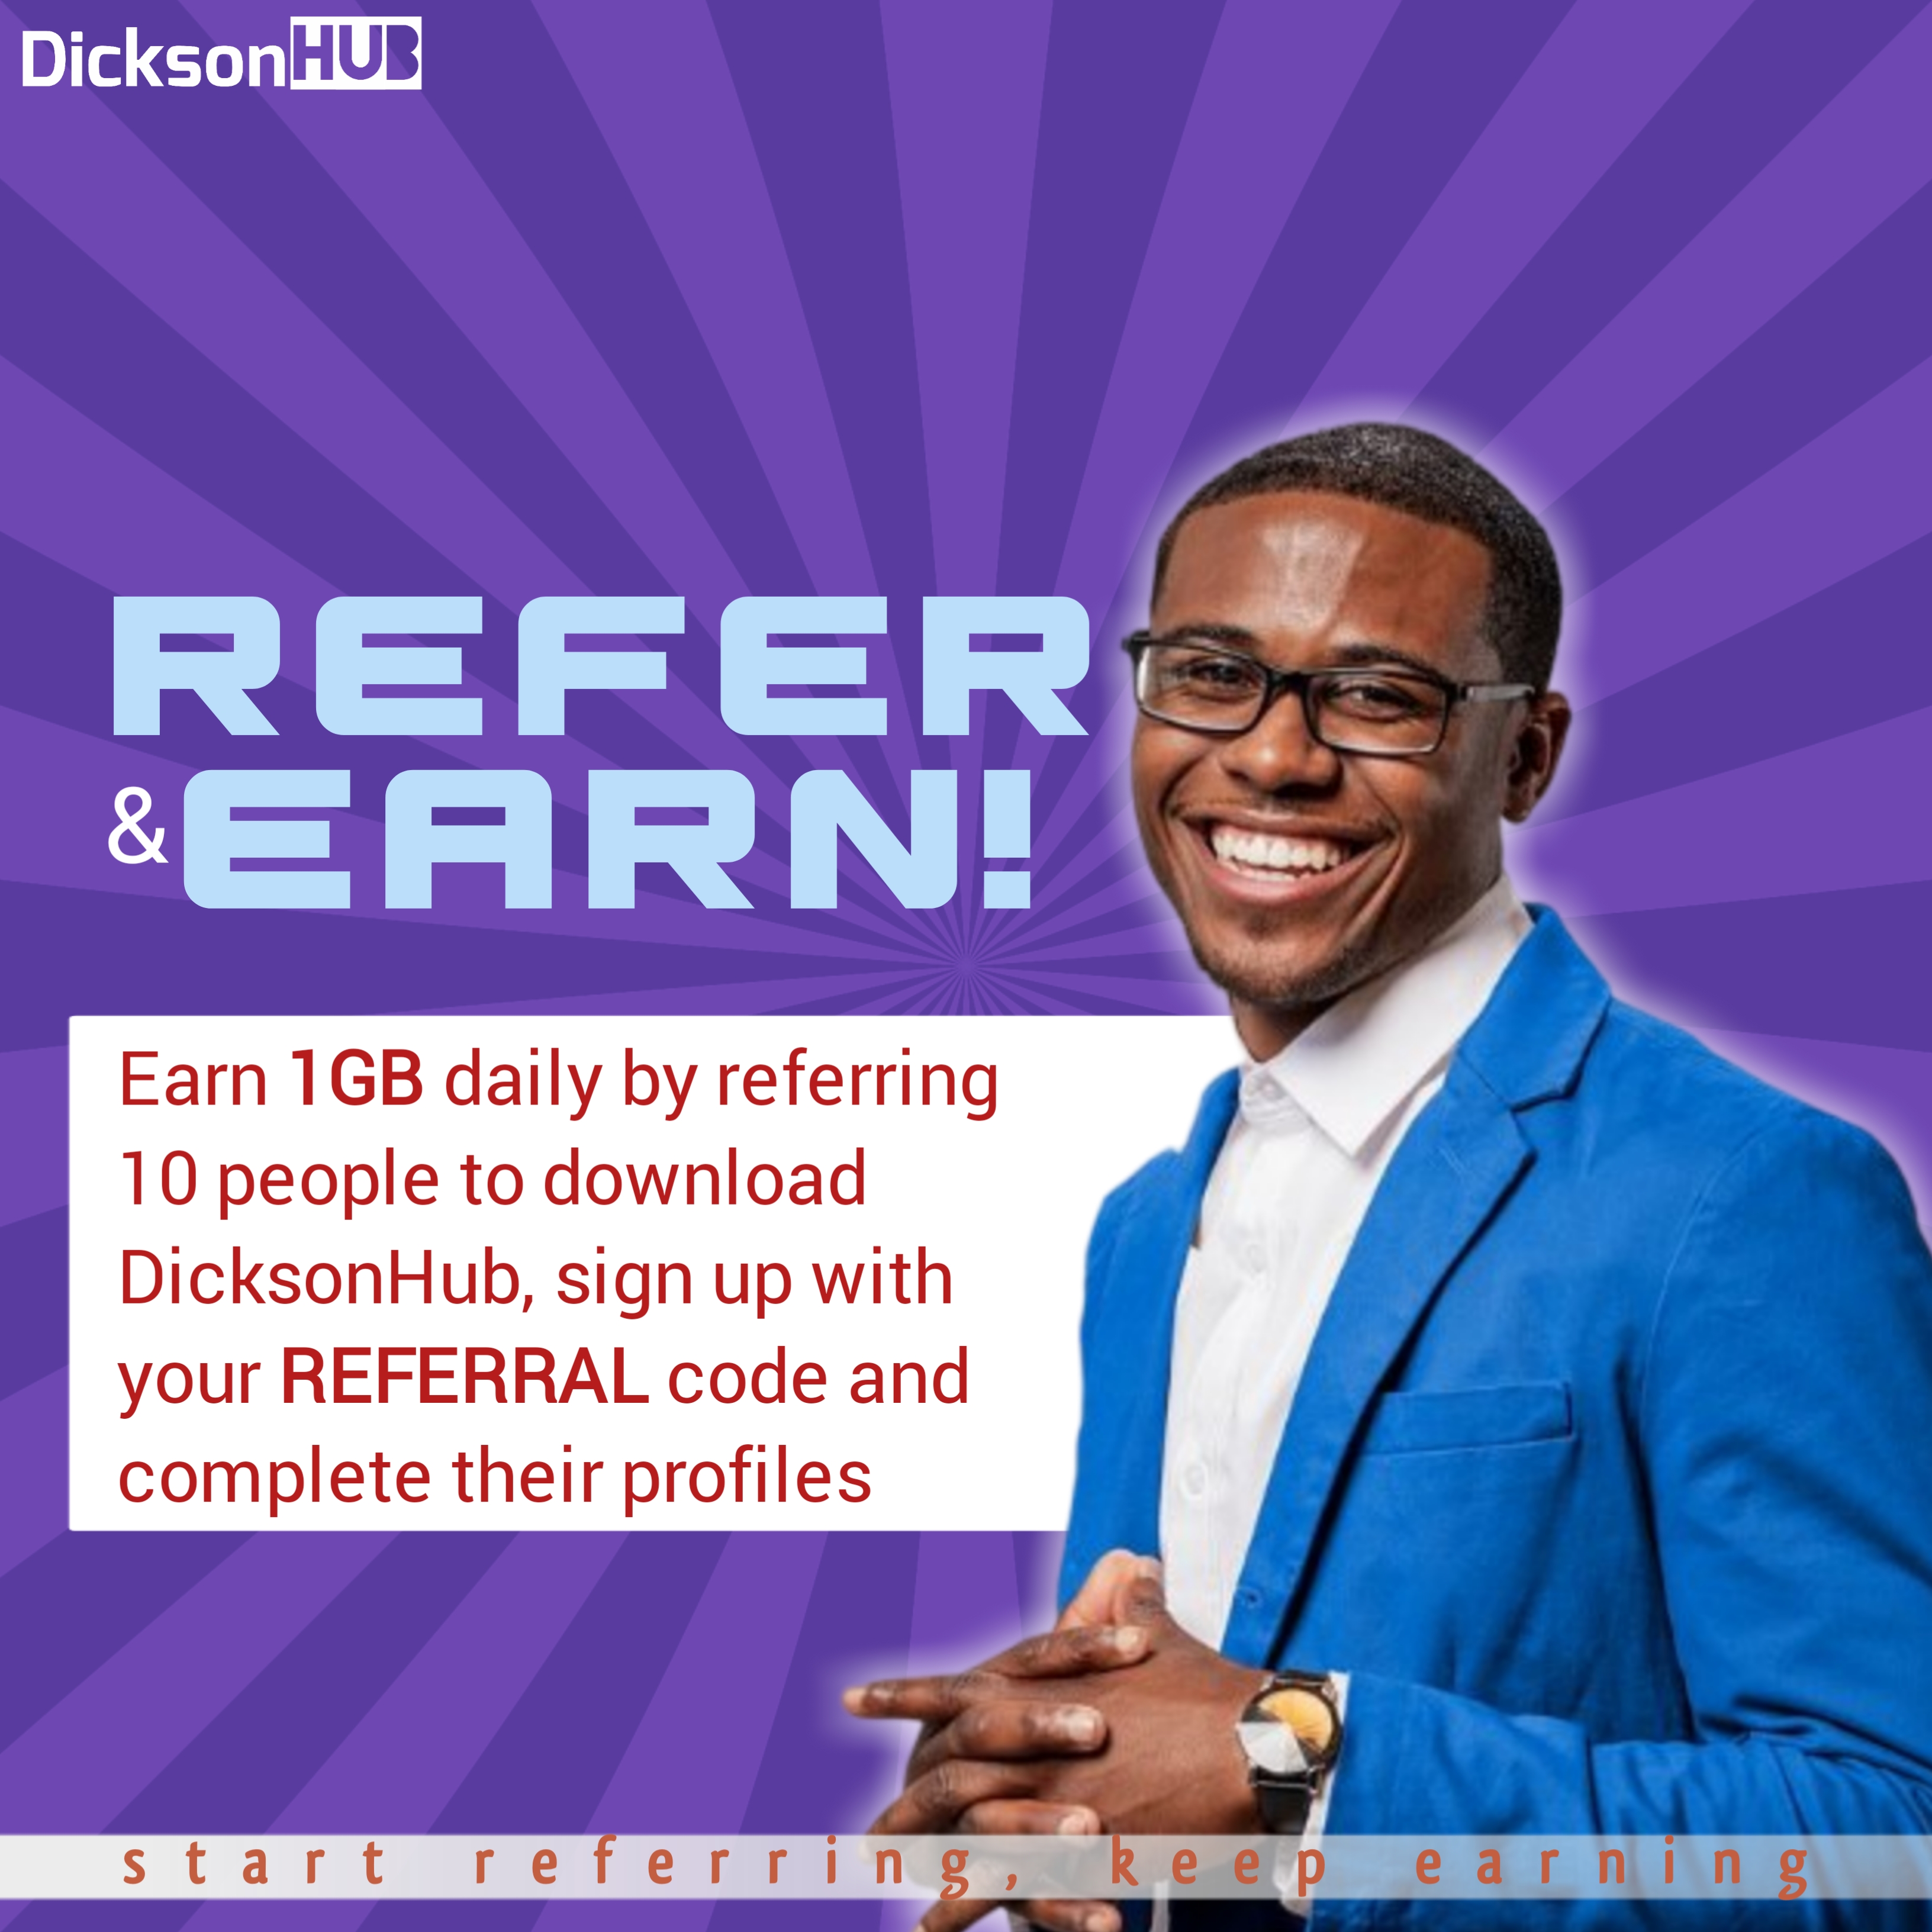 DicksonHUB
REFER
& EARN!
Earn 1GB daily by referring
10 people to download
DicksonHub, sign up with
your REFERRAL code and
complete their profiles
start referring, keep earning